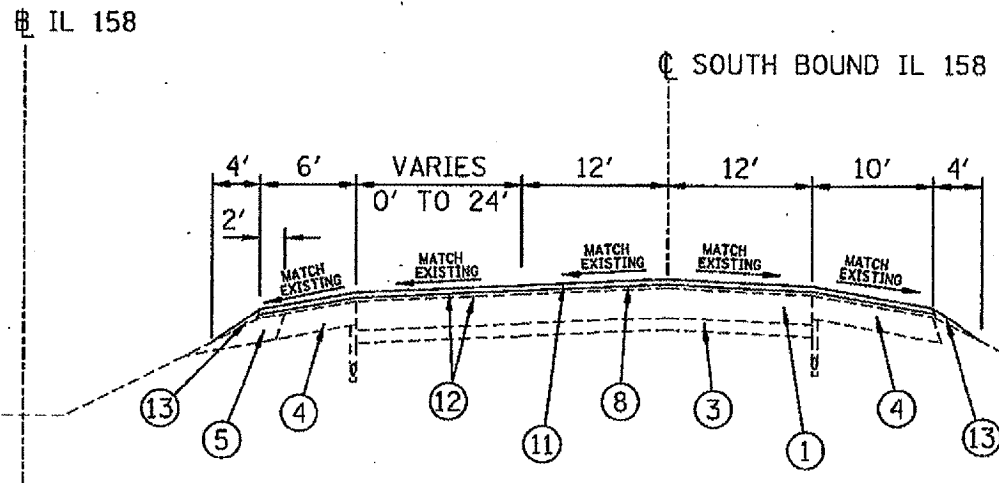 ℄ IL 158
℄ SOUTH BOUND IL 158
4' 6' VARIES 12' 12' 10' 4'
0' TO 24'
2'
MATCH EXISTING
MATCH EXISTING
MATCH EXISTING
MATCH EXISTING
MATCH EXISTING
13 5 4 12 11 8 3 1 4 13